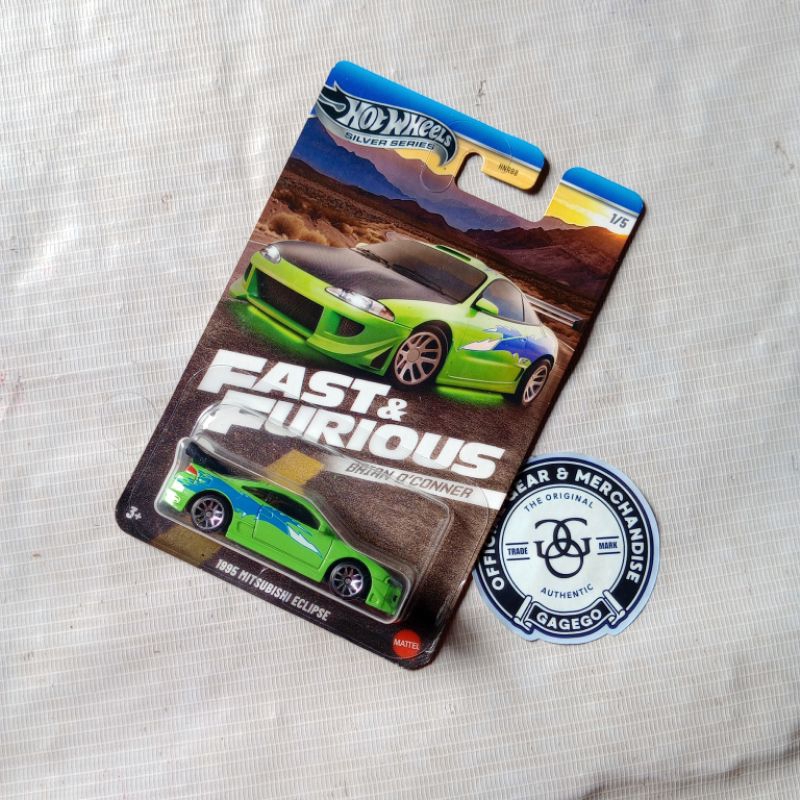 HOT WHEELS
SILVER SERIES
HNR88
1/5
FAST &
FURIOUS
BRIAN O'CONNER
3+
1995 MITSUBISHI ECLIPSE
MATTEL
GEAR & MERCHANDISE
THE ORIGINAL
TRADE MARK
AUTHENTIC
GAGEGO